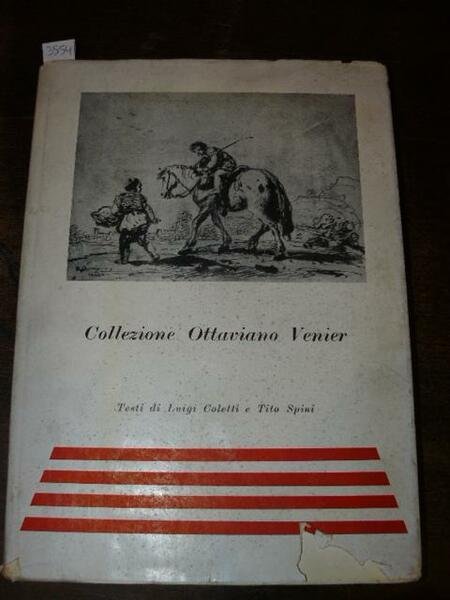 3554
Collezione Ottaviano Venier
Testi di Luigi Coletti e Tito Spini